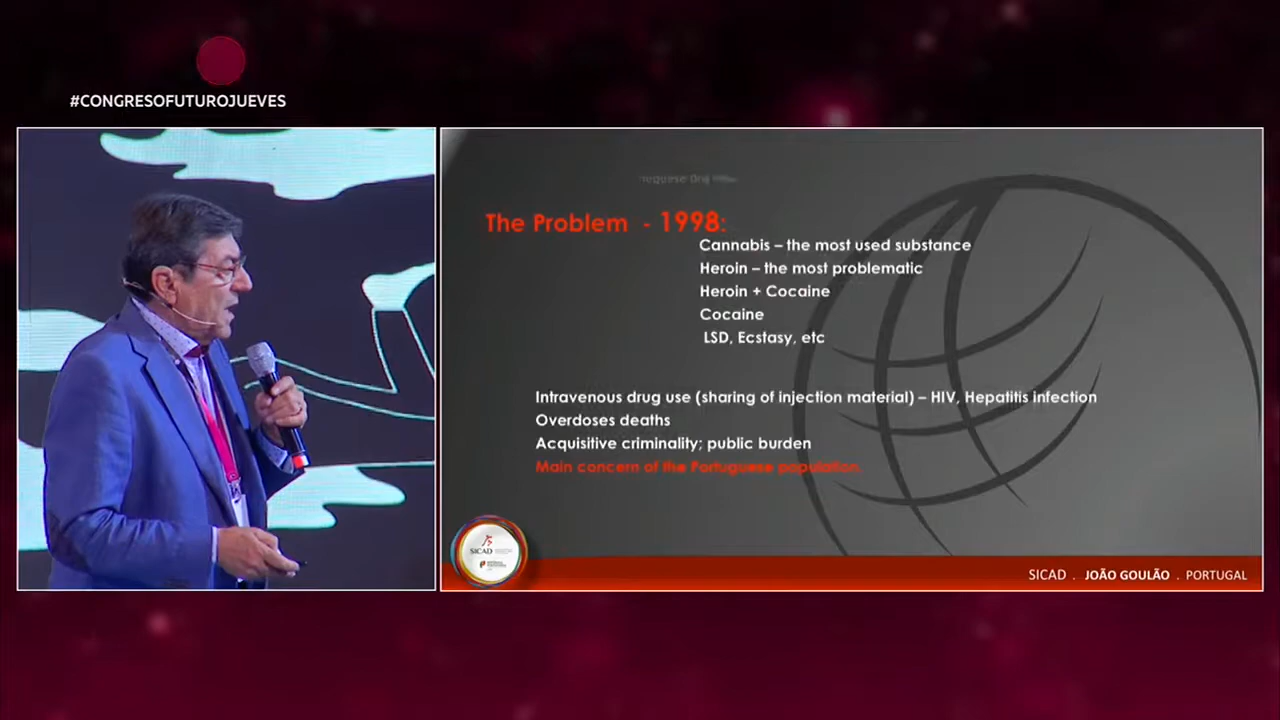 #CONGRESOFUTUROJUEVES
The Problem - 1998:
Cannabis – the most used substance
Heroin – the most problematic
Heroin + Cocaine
Cocaine
LSD, Ecstasy, etc
Intravenous drug use (sharing of injection material) – HIV, Hepatitis infection
Overdoses deaths
Acquisitive criminality; public burden
Main concern of the Portuguese population
SICAD
SICAD . JOÃO GOULÃO . PORTUGAL